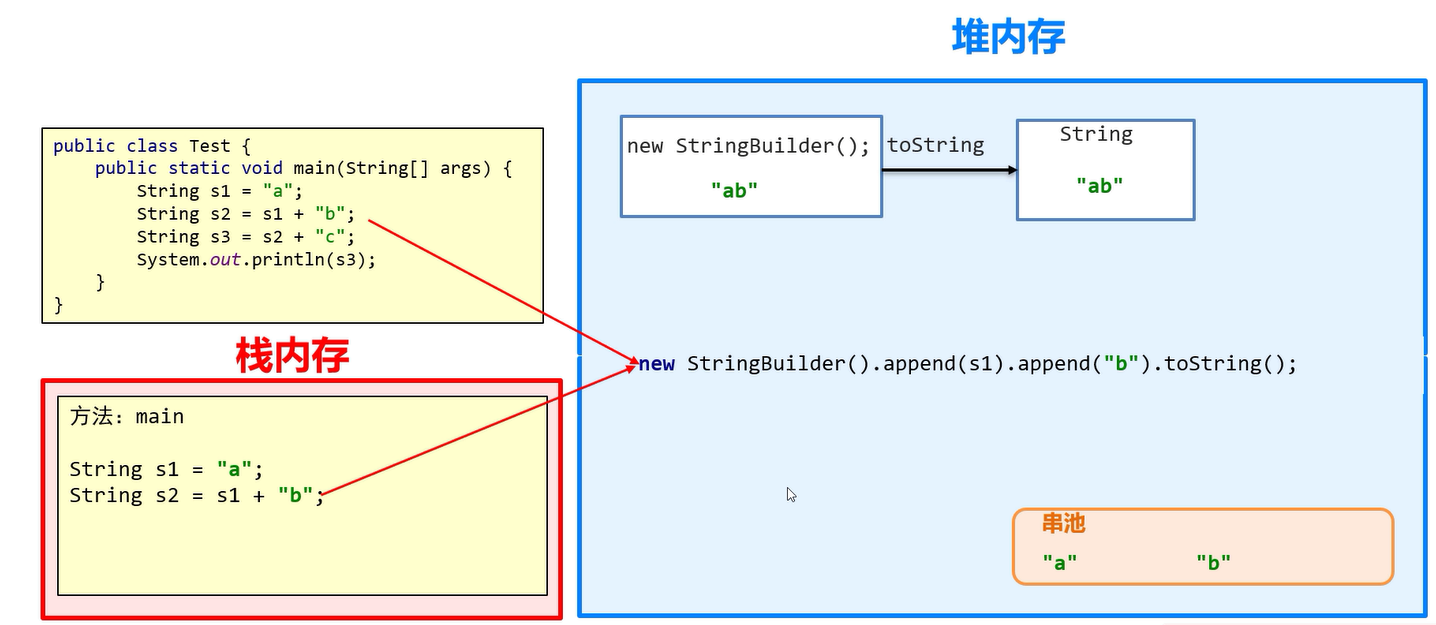 堆内存
public class Test {
public static void main(String[] args) {
String s1 = "a";
String s2 = s1 + "b";
String s3 = s2 + "c";
System.out.println(s3);
}
}
new StringBuilder();
"ab"
toString
String
"ab"
栈内存
new StringBuilder().append(s1).append("b").toString();
方法：main
String s1 = "a";
String s2 = s1 + "b";
串池
"a" "b"